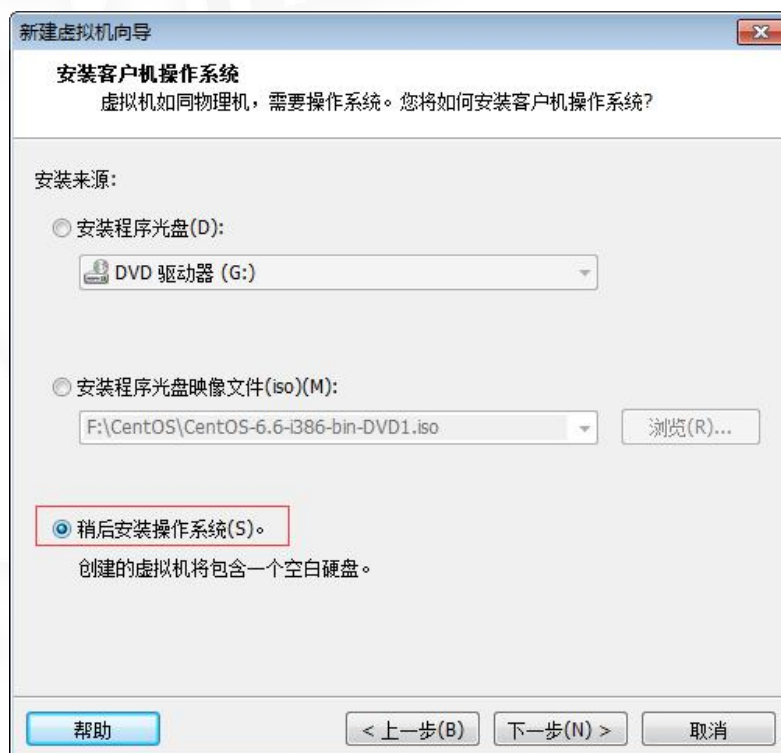 新建虚拟机向导
安装客户机操作系统
虚拟机如同物理机，需要操作系统。您将如何安装客户机操作系统?
安装来源:
安装程序光盘(D):
DVD 驱动器 (G:)
安装程序光盘映像文件(iso)(M):
F:\CentOS\CentOS-6.6-i386-bin-DVD1.iso
浏览(R)...
稍后安装操作系统(S)。
创建的虚拟机将包含一个空白硬盘。
帮助
< 上一步(B)
下一步(N) >
取消